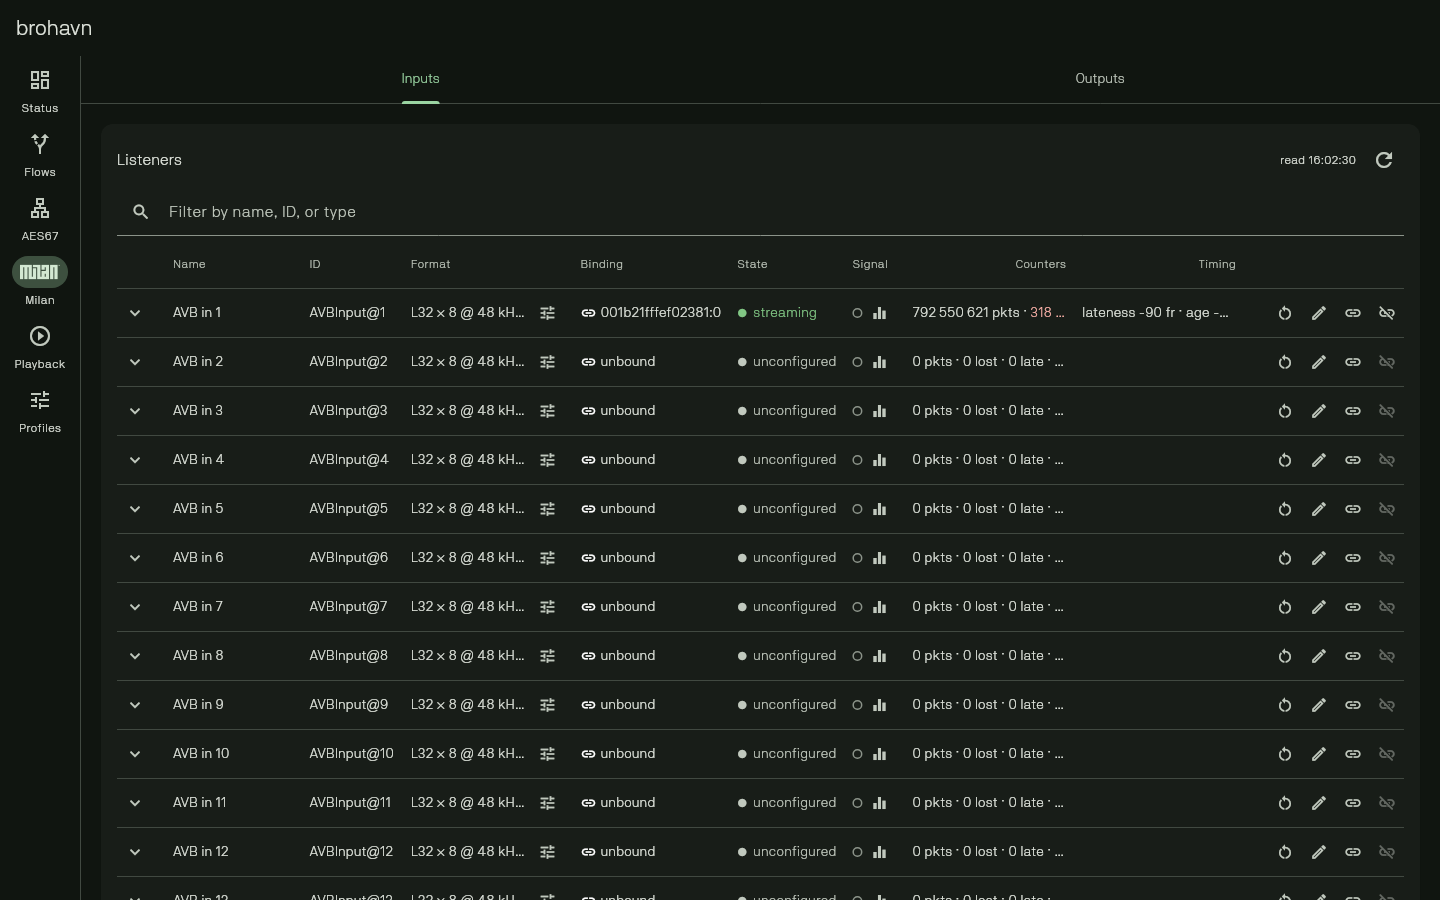 brohavn
Inputs
Outputs
Status
Flows
AES67
Milan
Milan
Playback
Profiles
Listeners
read 16:02:30
Filter by name, ID, or type
Name ID Format Binding State Signal Counters Timing
AVB in 1 AVBInput@1 L32 × 8 @ 48 kH... 001b21fffef02381:0 streaming 792 550 621 pkts · 318 ... lateness -90 fr · age -...
AVB in 2 AVBInput@2 L32 × 8 @ 48 kH... unbound unconfigured 0 pkts · 0 lost · 0 late · ...
AVB in 3 AVBInput@3 L32 × 8 @ 48 kH... unbound unconfigured 0 pkts · 0 lost · 0 late · ...
AVB in 4 AVBInput@4 L32 × 8 @ 48 kH... unbound unconfigured 0 pkts · 0 lost · 0 late · ...
AVB in 5 AVBInput@5 L32 × 8 @ 48 kH... unbound unconfigured 0 pkts · 0 lost · 0 late · ...
AVB in 6 AVBInput@6 L32 × 8 @ 48 kH... unbound unconfigured 0 pkts · 0 lost · 0 late · ...
AVB in 7 AVBInput@7 L32 × 8 @ 48 kH... unbound unconfigured 0 pkts · 0 lost · 0 late · ...
AVB in 8 AVBInput@8 L32 × 8 @ 48 kH... unbound unconfigured 0 pkts · 0 lost · 0 late · ...
AVB in 9 AVBInput@9 L32 × 8 @ 48 kH... unbound unconfigured 0 pkts · 0 lost · 0 late · ...
AVB in 10 AVBInput@10 L32 × 8 @ 48 kH... unbound unconfigured 0 pkts · 0 lost · 0 late · ...
AVB in 11 AVBInput@11 L32 × 8 @ 48 kH... unbound unconfigured 0 pkts · 0 lost · 0 late · ...
AVB in 12 AVBInput@12 L32 × 8 @ 48 kH... unbound unconfigured 0 pkts · 0 lost · 0 late · ...